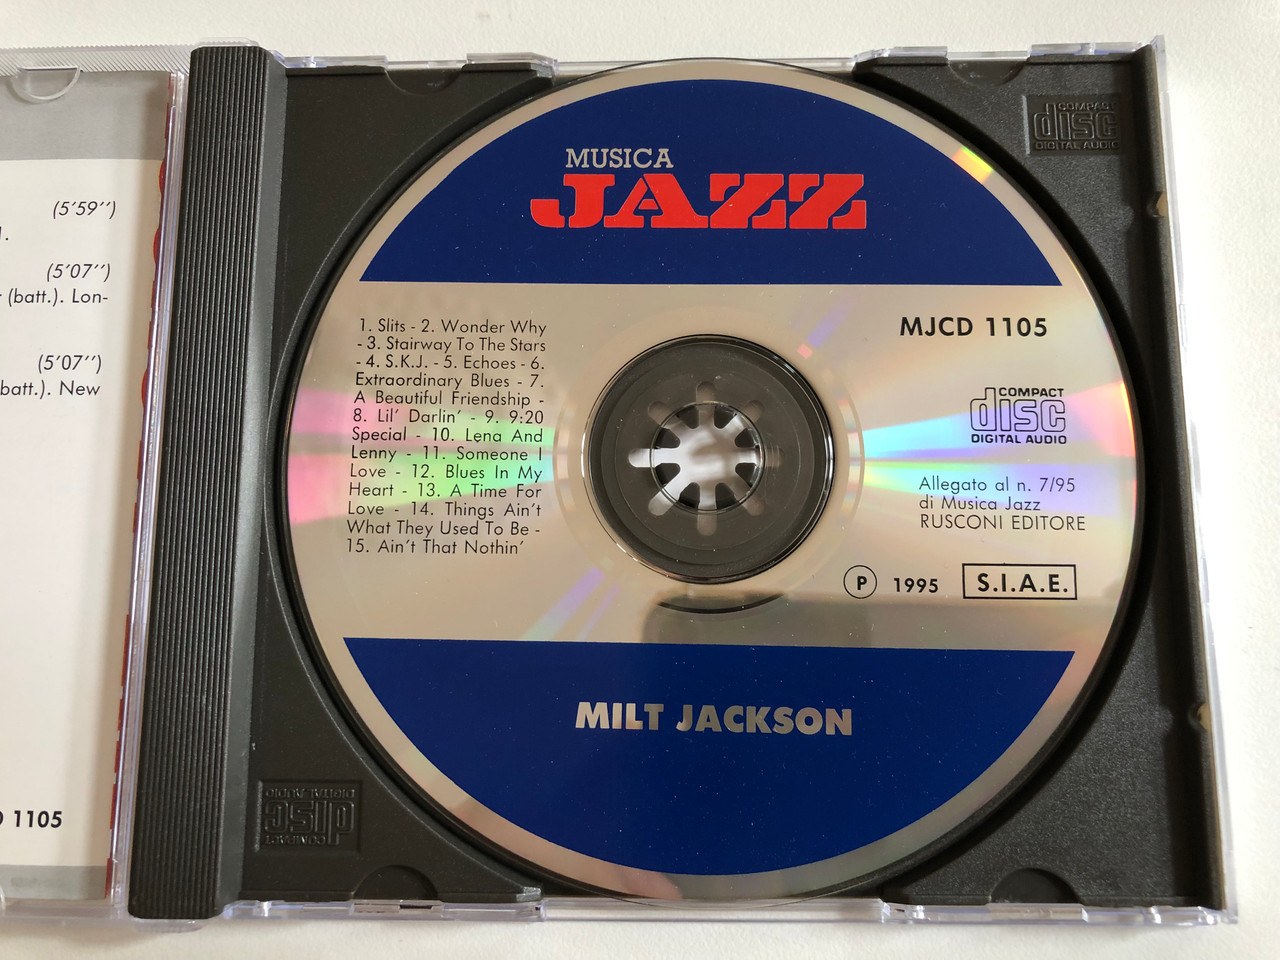 (5'59'')
(5'07'')
(batt.). Lon-
(5'07'')
batt.). New
1105
MUSICA
JAZZ
1. Slits - 2. Wonder Why
- 3. Stairway To The Stars
- 4. S.K.J. - 5. Echoes - 6.
Extraordinary Blues - 7.
A Beautiful Friendship -
8. Lil' Darlin' - 9. 9:20
Special - 10. Lena And
Lenny - 11. Someone I
Love - 12. Blues In My
Heart - 13. A Time For
Love - 14. Things Ain't
What They Used To Be -
15. Ain't That Nothin'
MJCD 1105
COMPACT
disc
DIGITAL AUDIO
Allegato al n. 7/95
di Musica Jazz
RUSCONI EDITORE
P 1995 S.I.A.E.
MILT JACKSON
COMPACT
disc
DIGITAL AUDIO
COMPACT
disc
DIGITAL AUDIO